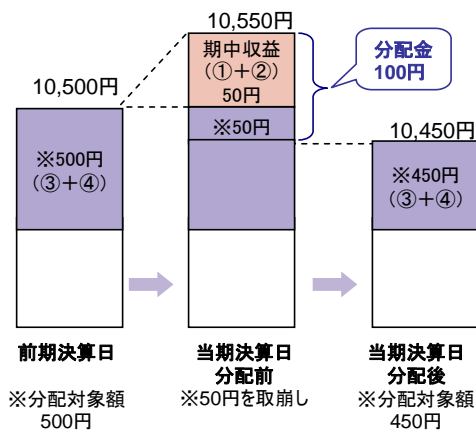 10,550円
期中収益
(①+②)
50円
分配金
100円
10,500円
※50円
10,450円
※500円
(③+④)
※450円
(③+④)
前期決算日
当期決算日
分配前
当期決算日
分配後
※分配対象額
500円
※50円を取崩し
※分配対象額
450円